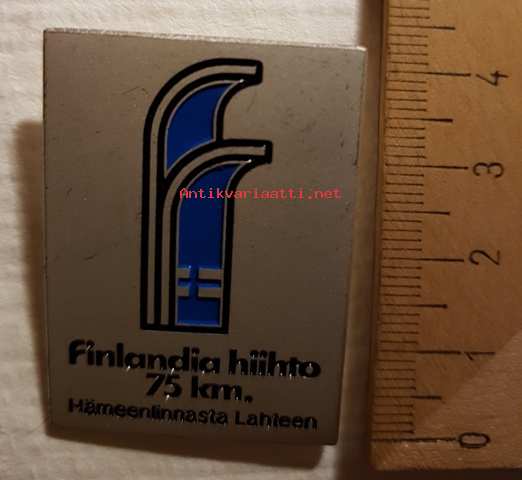 Antikvariaatti.net
Finlandia hiihto
75 km.
Hämeenlinnasta Lahteen
4
3
2
1
0